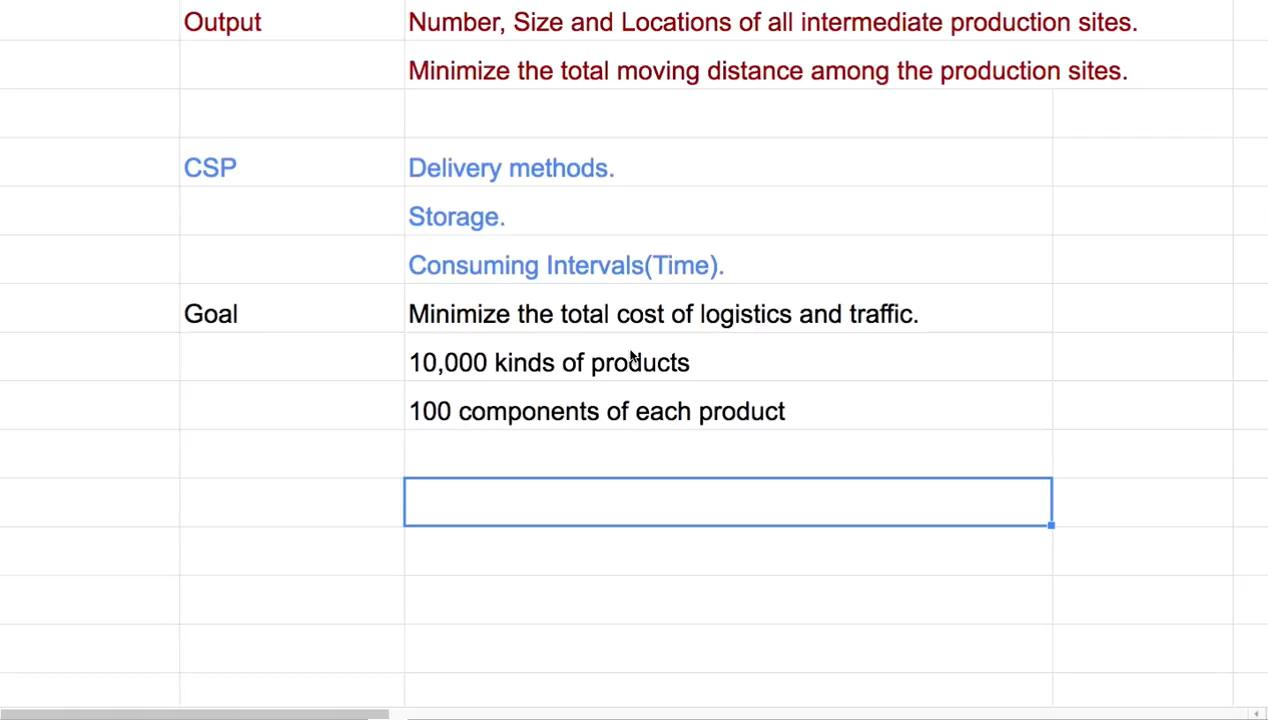 Output Number, Size and Locations of all intermediate production sites.
Minimize the total moving distance among the production sites.
CSP Delivery methods.
Storage.
Consuming Intervals(Time).
Goal Minimize the total cost of logistics and traffic.
10,000 kinds of products
100 components of each product